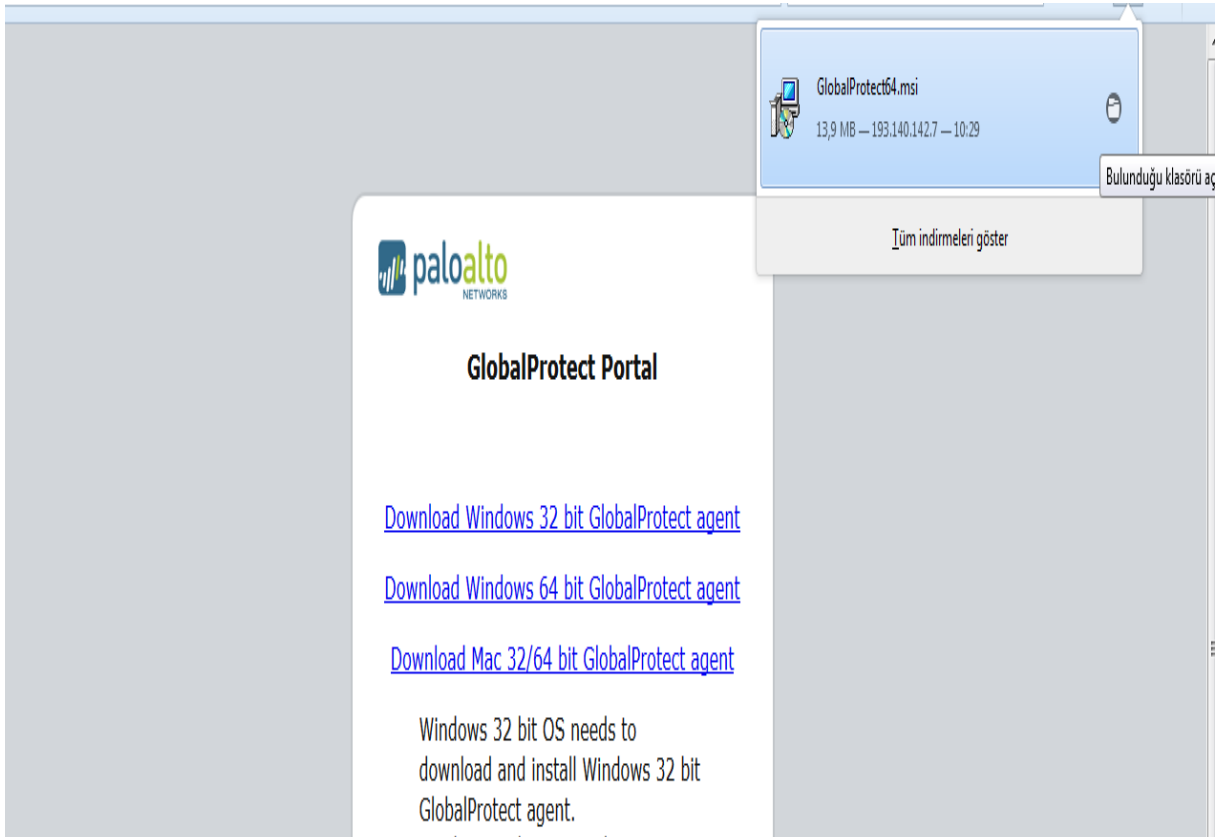 GlobalProtect64.msi
13,9 MB — 193.140.142.7 — 10:29
Bulunduğu klasörü aç
Tüm indirmeleri göster
paloalto
NETWORKS
GlobalProtect Portal
Download Windows 32 bit GlobalProtect agent
Download Windows 64 bit GlobalProtect agent
Download Mac 32/64 bit GlobalProtect agent
Windows 32 bit OS needs to
download and install Windows 32 bit
GlobalProtect agent.